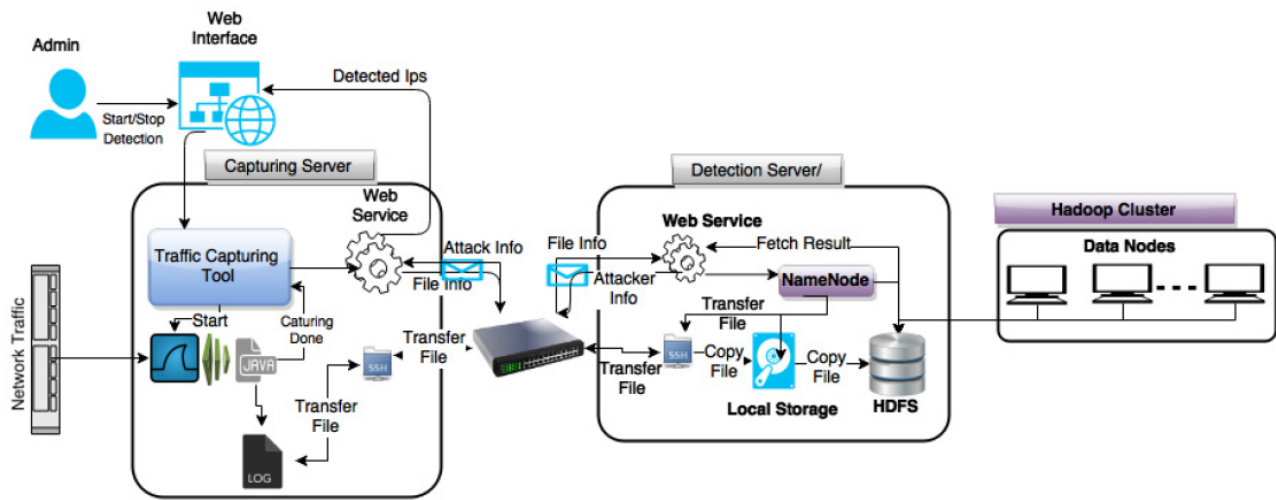 Admin
Web
Interface
Start/Stop
Detection
Detected Ips
Capturing Server
Web
Service
Traffic Capturing
Tool
Start
Caturing
Done
JAVA
LOG
Network Traffic
Transfer
File
SSH
Transfer
File
Attack Info
File Info
Detection Server/
File Info
Web Service
Attacker
Info
Fetch Result
NameNode
Transfer
File
Transfer
File
SSH
Copy
File
Local Storage
Copy
File
HDFS
Hadoop Cluster
Data Nodes